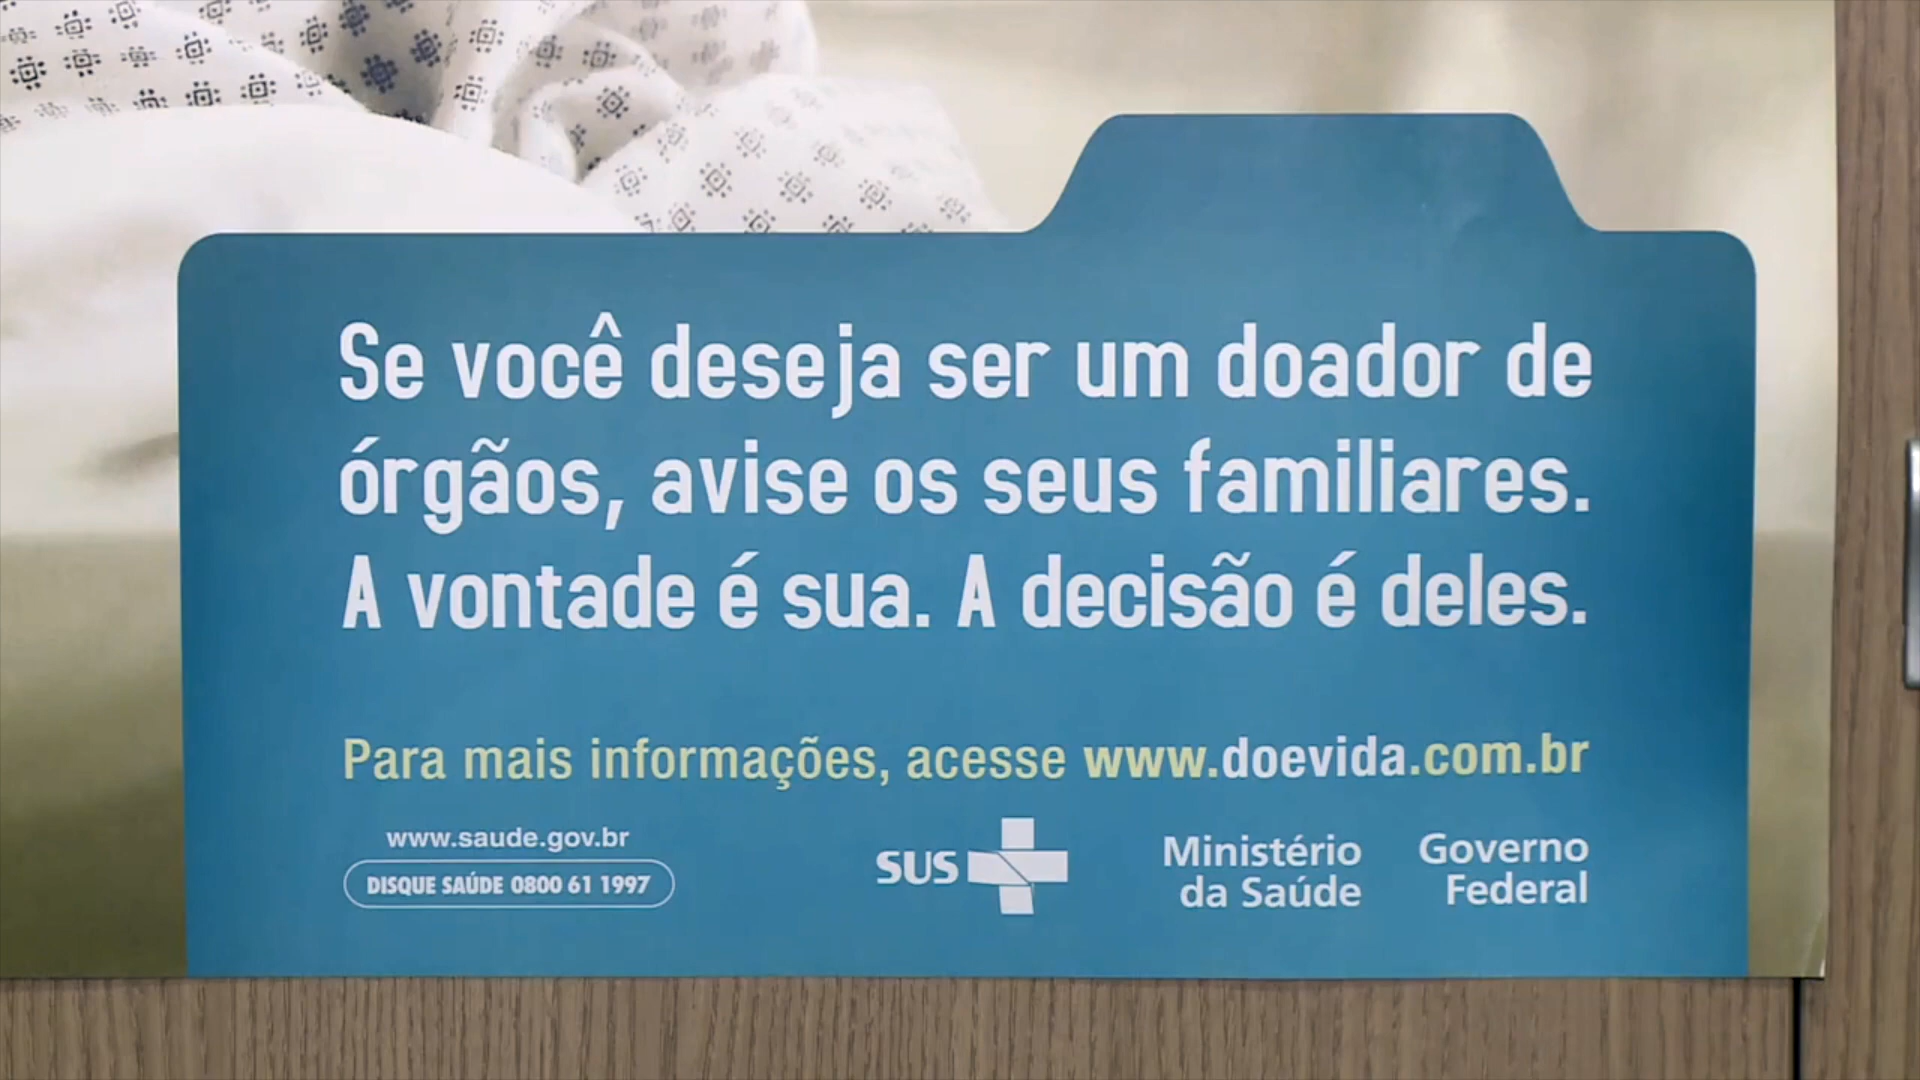 Se você deseja ser um doador de
órgãos, avise os seus familiares.
A vontade é sua. A decisão é deles.
Para mais informações, acesse www.doevida.com.br
www.saude.gov.br
DISQUE SAÚDE 0800 61 1997
SUS
Ministério
da Saúde
Governo
Federal